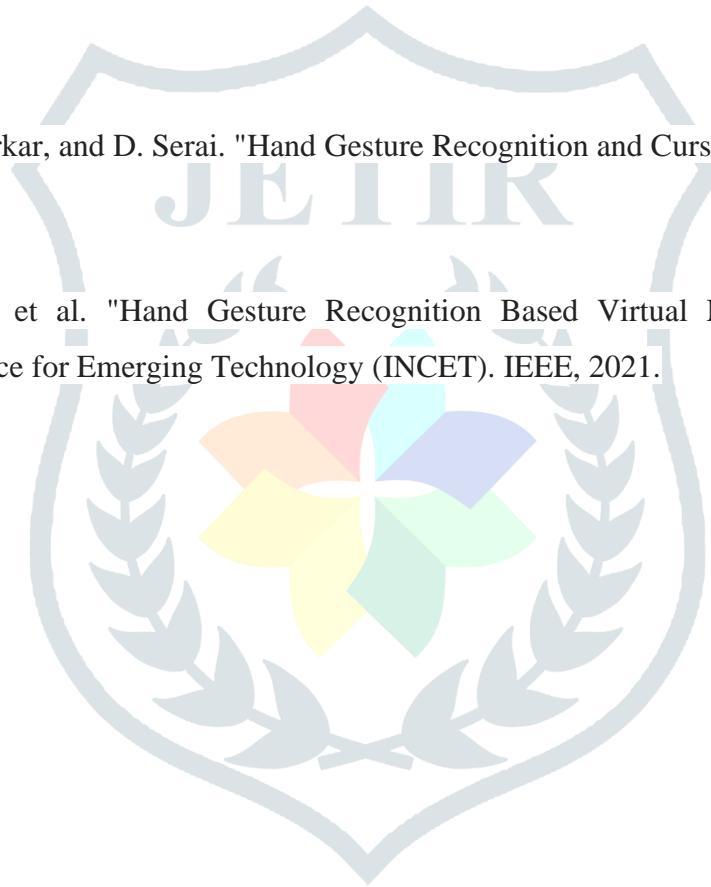 rkar, and D. Serai. "Hand Gesture Recognition and Curs
JETIR
et al. "Hand Gesture Recognition Based Virtual
ce for Emerging Technology (INCET). IEEE, 2021.